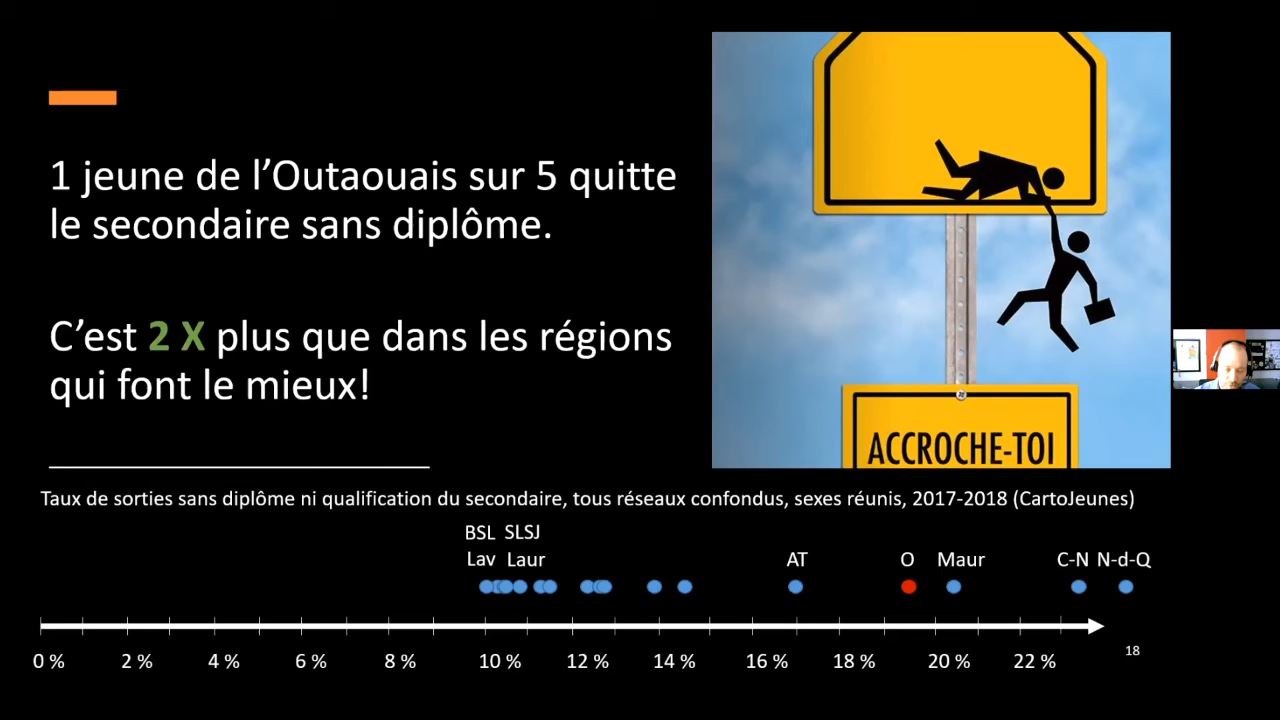 1 jeune de l’Outaouais sur 5 quitte
le secondaire sans diplôme.
C’est 2 X plus que dans les régions
qui font le mieux!
ACCROCHE-TOI
Taux de sorties sans diplôme ni qualification du secondaire, tous réseaux confondus, sexes réunis, 2017-2018 (CartoJeunes)
BSL SLSJ
Lav Laur AT O Maur C-N N-d-Q
0 % 2 % 4 % 6 % 8 % 10 % 12 % 14 % 16 % 18 % 20 % 22 %
18